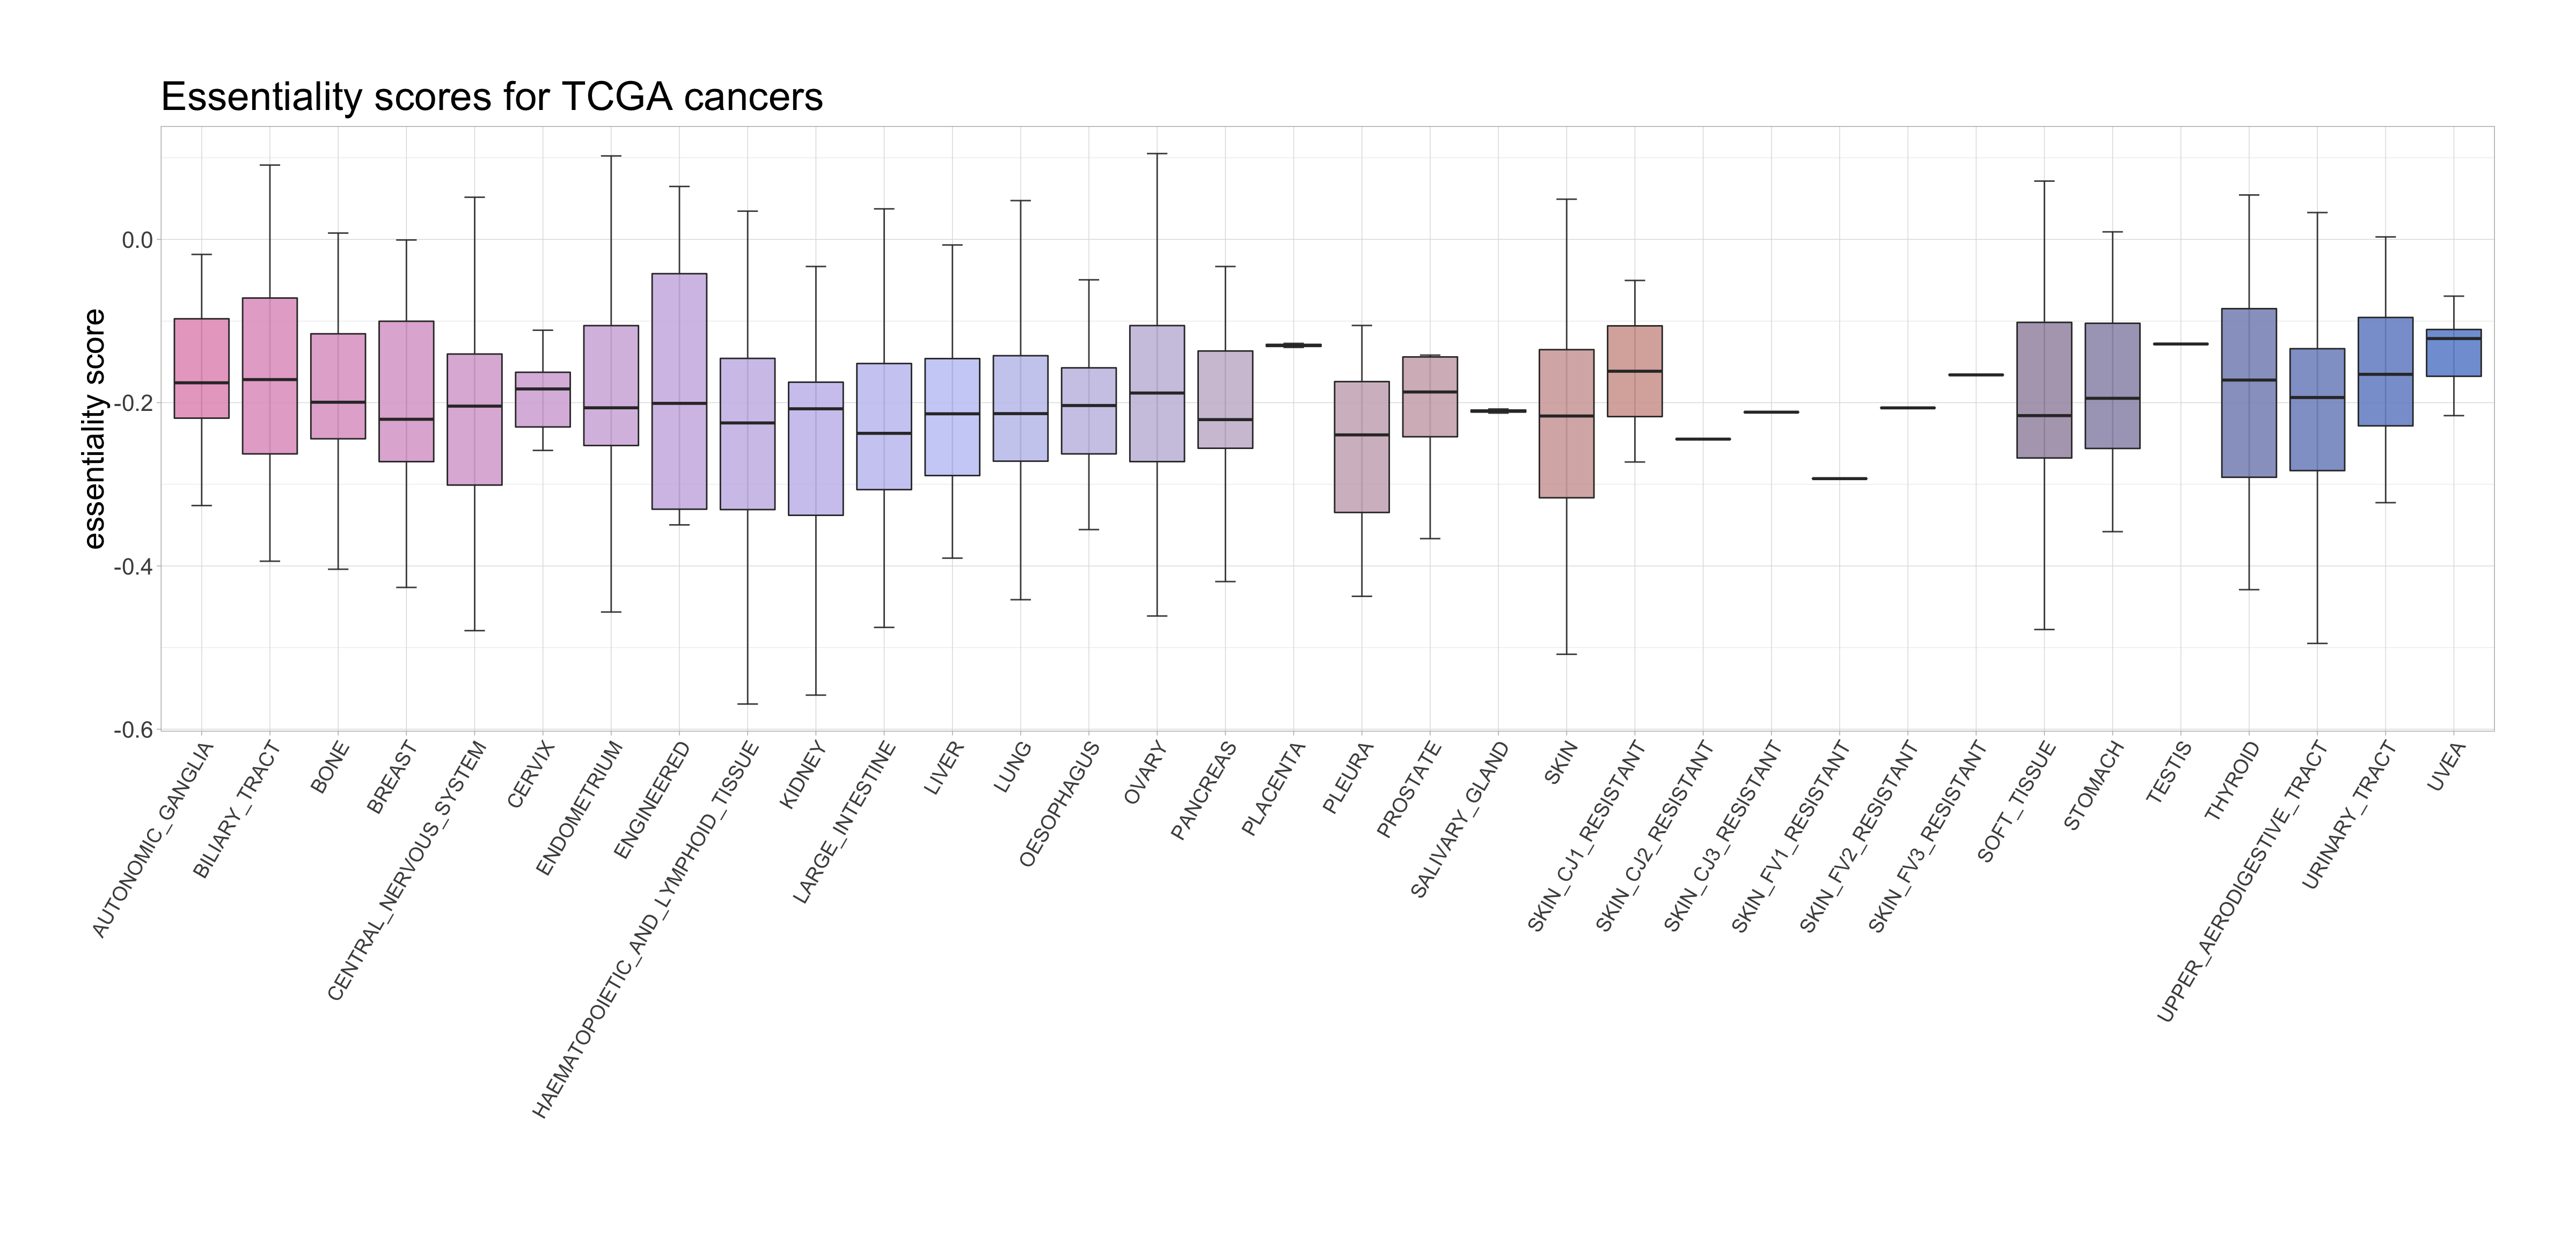 Essentiality scores for TCGA cancers
essentiality score
0.0
-0.2
-0.4
-0.6
AUTONOMIC_GANGLIA
BILIARY_TRACT
BONE
BREAST
CENTRAL_NERVOUS_SYSTEM
CERVIX
ENDOMETRIUM
ENGINEERED
HAEMATOPOIETIC_AND_LYMPHOID_TISSUE
KIDNEY
LARGE_INTESTINE
LIVER
LUNG
OESOPHAGUS
OVARY
PANCREAS
PLACENTA
PLEURA
PROSTATE
SALIVARY_GLAND
SKIN
SKIN_CJ1_RESISTANT
SKIN_CJ2_RESISTANT
SKIN_CJ3_RESISTANT
SKIN_FV1_RESISTANT
SKIN_FV2_RESISTANT
SKIN_FV3_RESISTANT
SOFT_TISSUE
STOMACH
TESTIS
THYROID
UPPER_AERODIGESTIVE_TRACT
URINARY_TRACT
UVEA